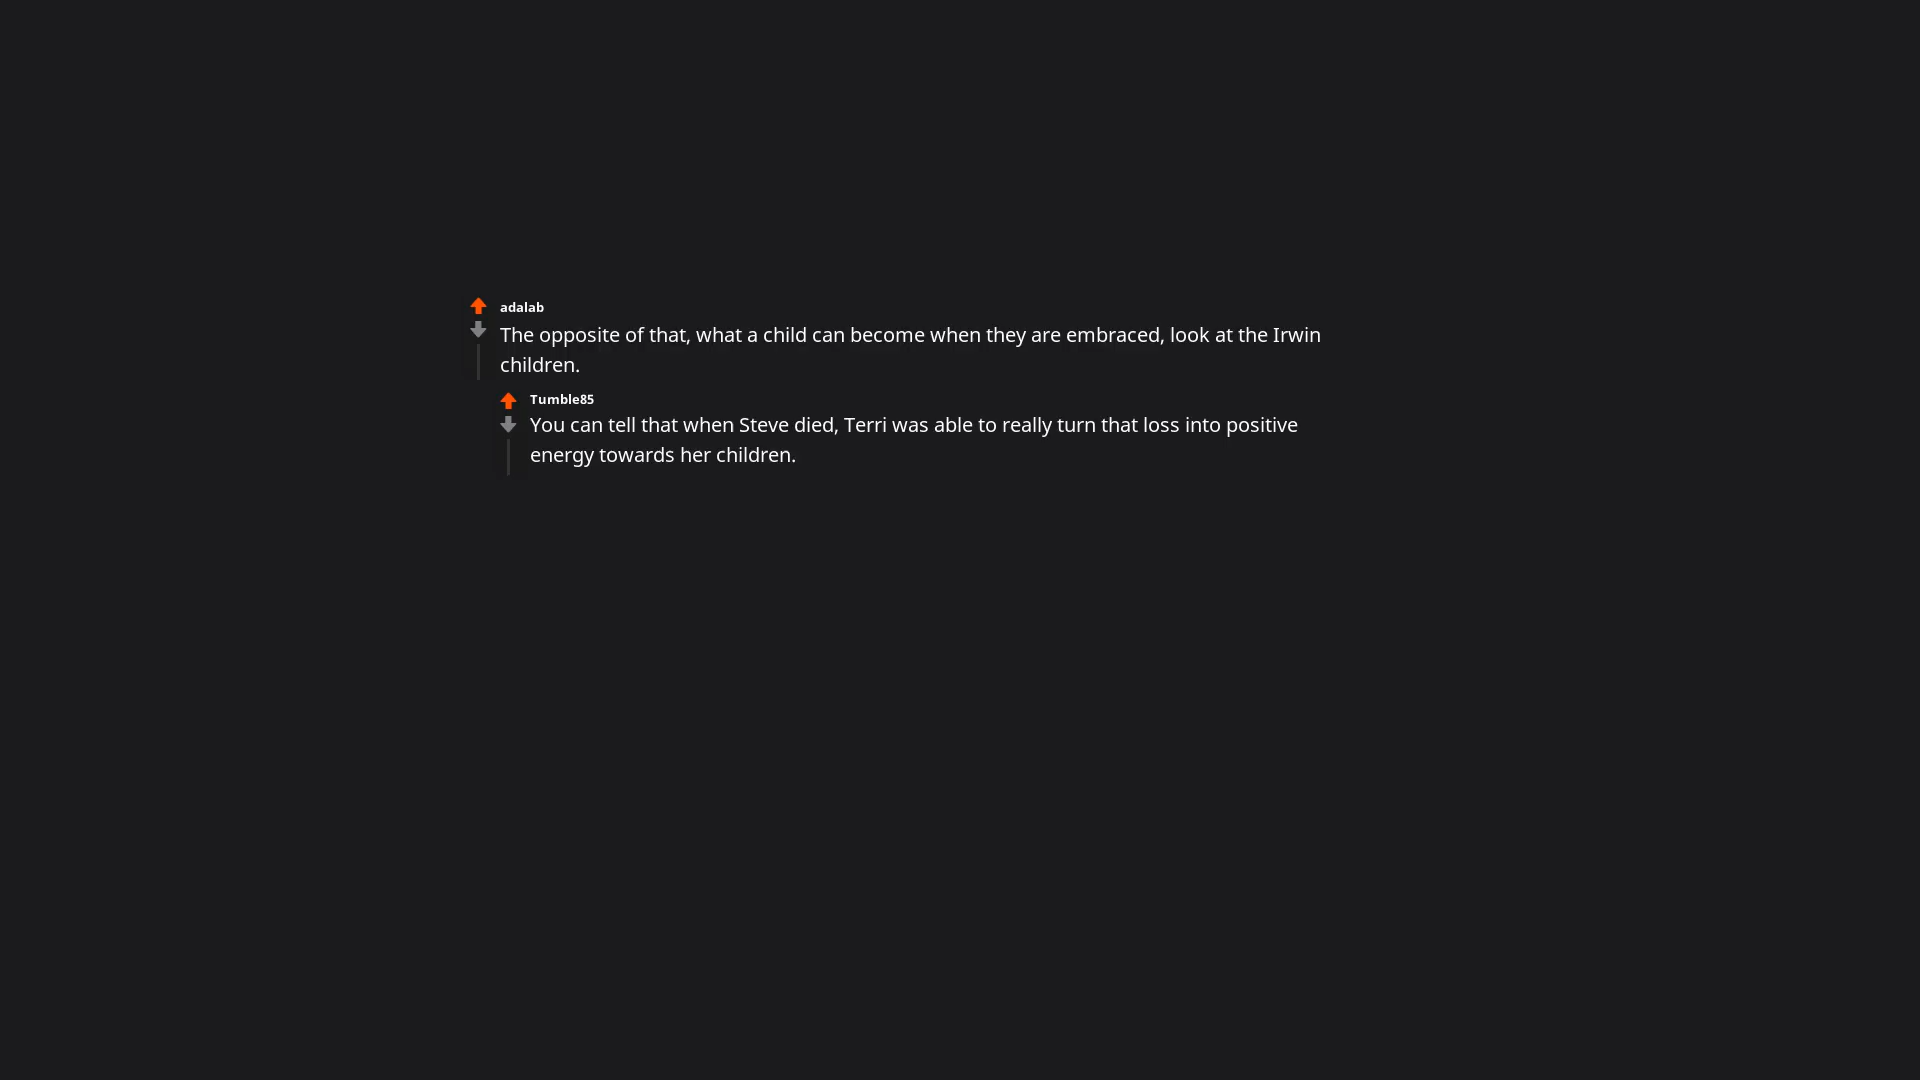 adalab
The opposite of that, what a child can become when they are embraced, look at the Irwin
children.
Tumble85
You can tell that when Steve died, Terri was able to really turn that loss into positive
energy towards her children.